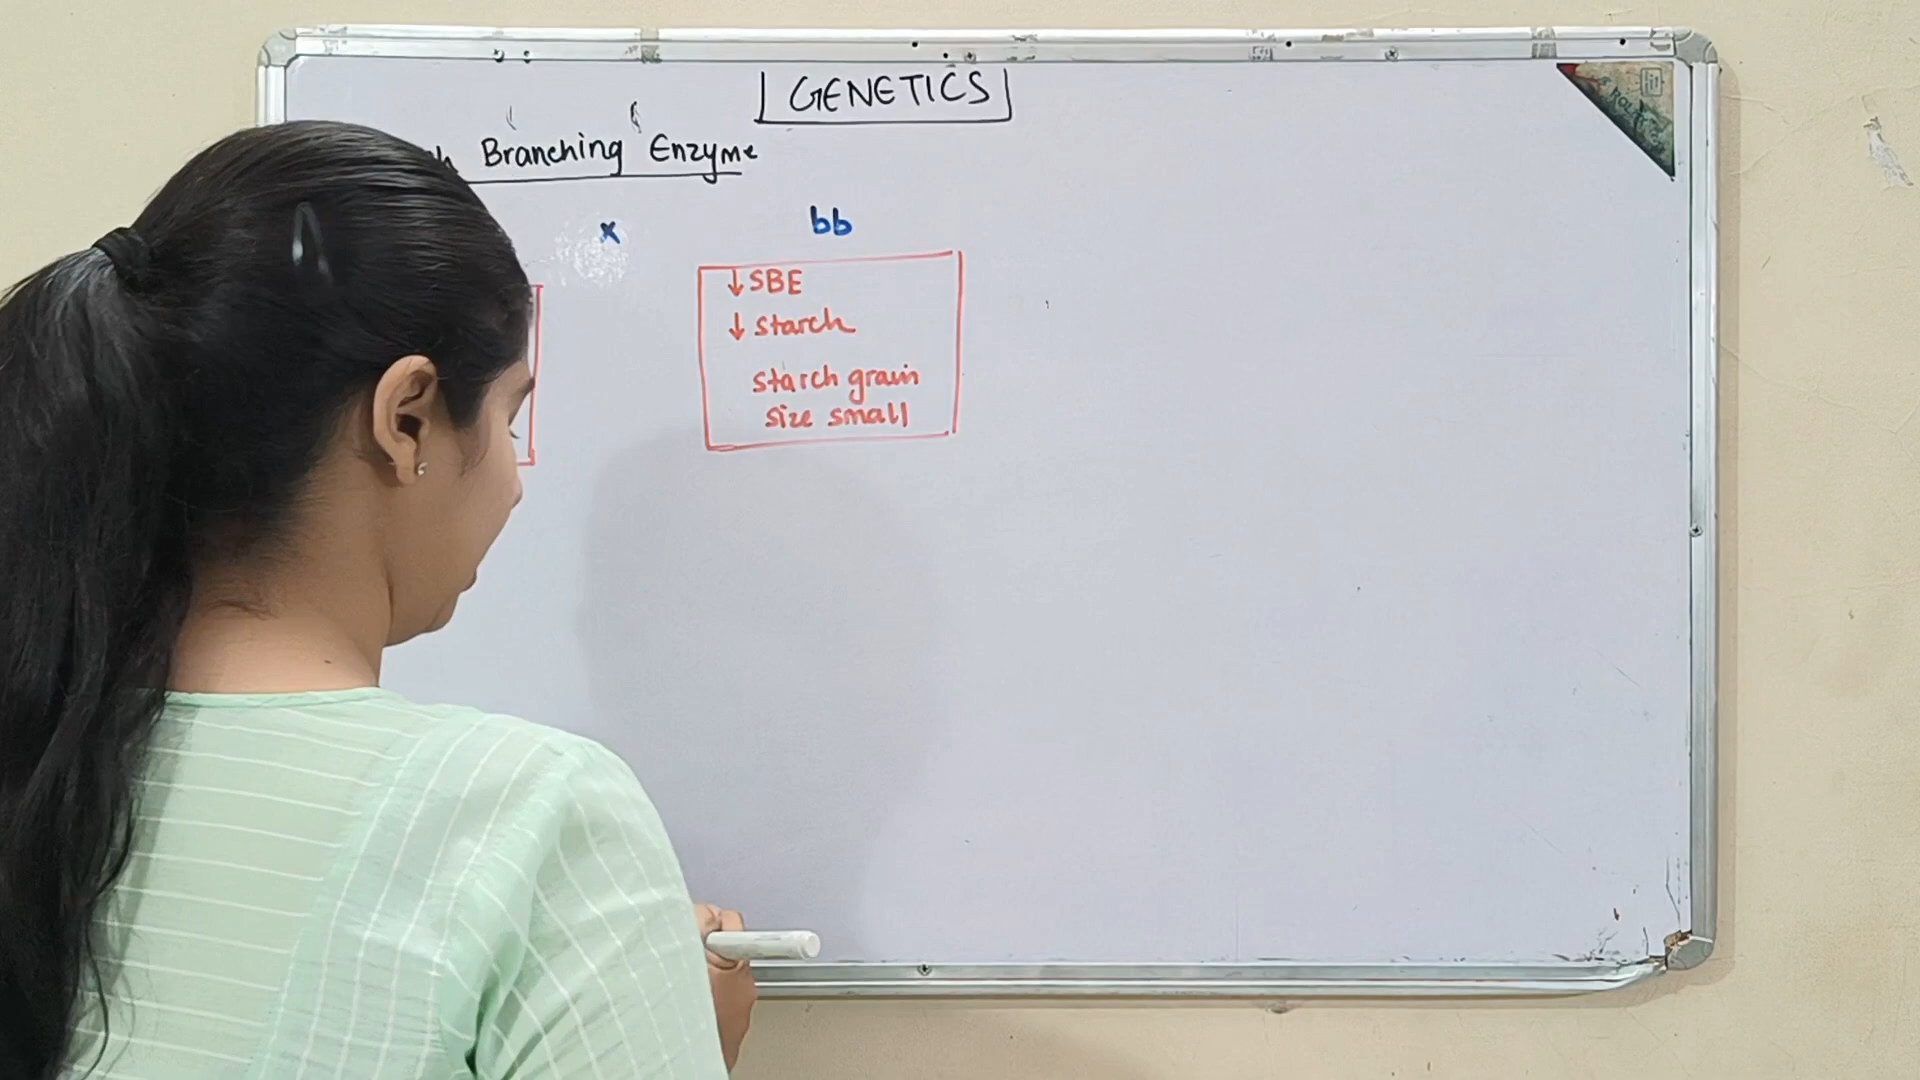 GENETICS
Branching Enzyme
x bb
↓ SBE
↓ starch
starch grain
size small